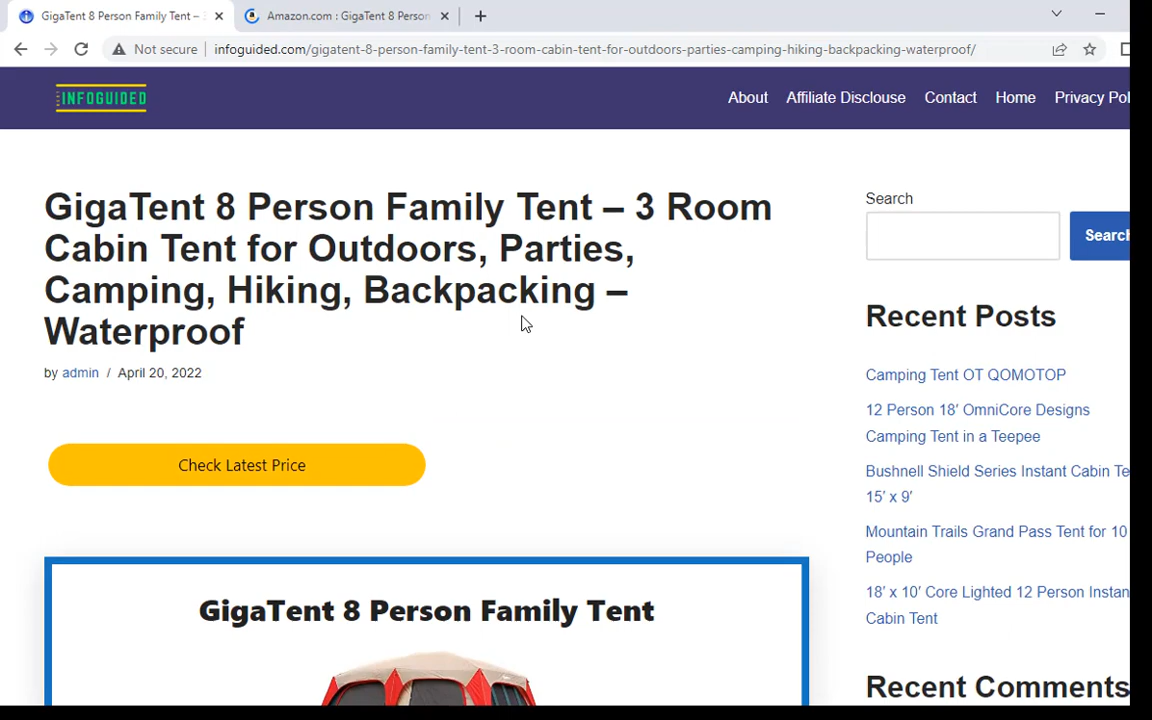 GigaTent 8 Person Family Tent – 3
Amazon.com : GigaTent 8 Person
Not secure
infoguided.com/gigatent-8-person-family-tent-3-room-cabin-tent-for-outdoors-parties-camping-hiking-backpacking-waterproof/
INFOGUIDED
About Affiliate Disclouse Contact Home Privacy Pol
GigaTent 8 Person Family Tent – 3 Room
Cabin Tent for Outdoors, Parties,
Camping, Hiking, Backpacking –
Waterproof
by admin / April 20, 2022
Check Latest Price
GigaTent 8 Person Family Tent
Search
Search
Recent Posts
Camping Tent OT QOMOTOP
12 Person 18′ OmniCore Designs
Camping Tent in a Teepee
Bushnell Shield Series Instant Cabin Te
15′ x 9′
Mountain Trails Grand Pass Tent for 10
People
18′ x 10′ Core Lighted 12 Person Instan
Cabin Tent
Recent Comments